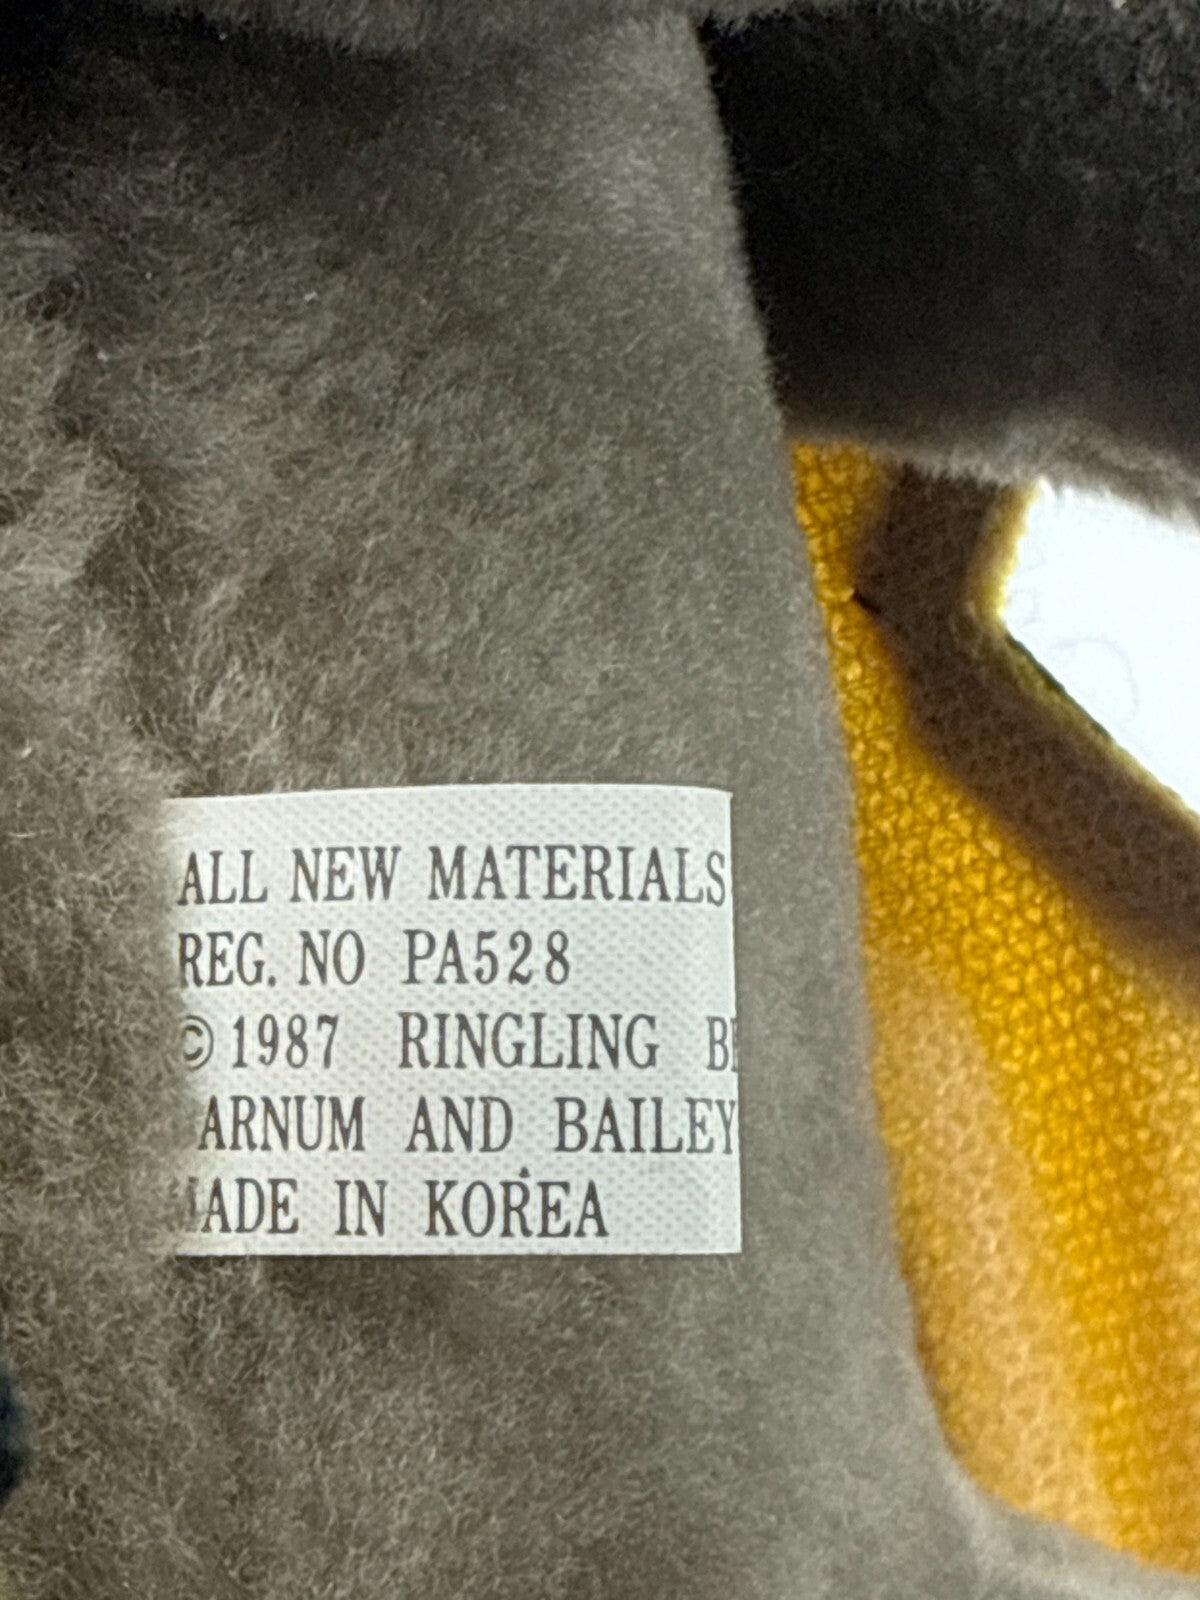 ALL NEW MATERIALS
REG. NO PA528
© 1987 RINGLING B
ARNUM AND BAILEY
ADE IN KOREA